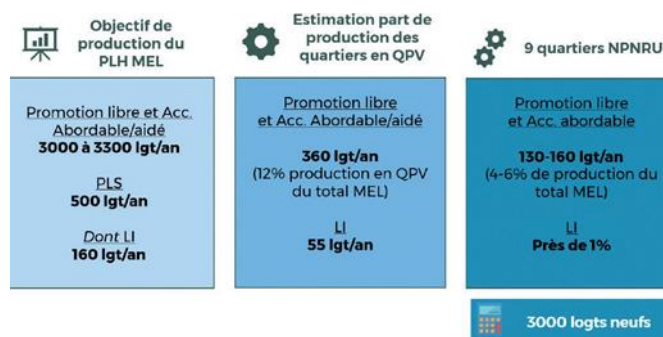 Objectif de
production du
PLH MEL
Promotion libre et Acc.
Abordable/aidé
3000 à 3300 lgt/an
PLS
500 lgt/an
Dont LI
160 lgt/an
Estimation part de
production des
quartiers en QPV
Promotion libre
et Acc. Abordable/aidé
360 lgt/an
(12% production en QPV
du total MEL)
LI
55 lgt/an
9 quartiers NPNRU
Promotion libre
et Acc. abordable
130-160 lgt/an
(4-6% de production du
total MEL)
LI
Près de 1%
3000 logts neufs